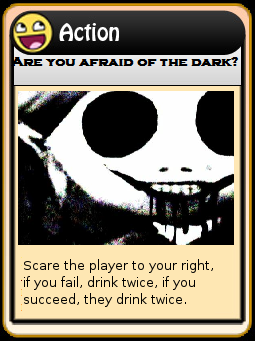 Action
Are you afraid of the dark?
Scare the player to your right,
if you fail, drink twice, if you
succeed, they drink twice.